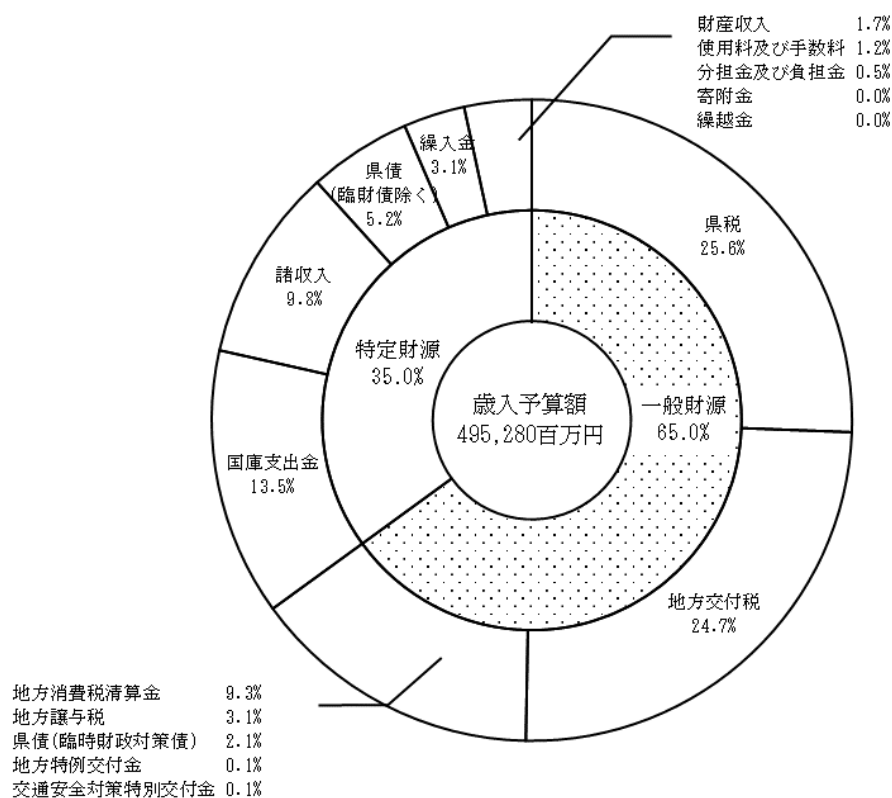 財産収入 1.7%
使用料及び手数料 1.2%
分担金及び負担金 0.5%
寄附金 0.0%
繰越金 0.0%
繰入金
3.1%
県債
(臨財債除く)
5.2%
県税
25.6%
諸収入
9.8%
特定財源
35.0%
歳入予算額
495,280百万円
一般財源
65.0%
国庫支出金
13.5%
地方交付税
24.7%
地方消費税清算金 9.3%
地方譲与税 3.1%
県債(臨時財政対策債) 2.1%
地方特例交付金 0.1%
交通安全対策特別交付金 0.1%